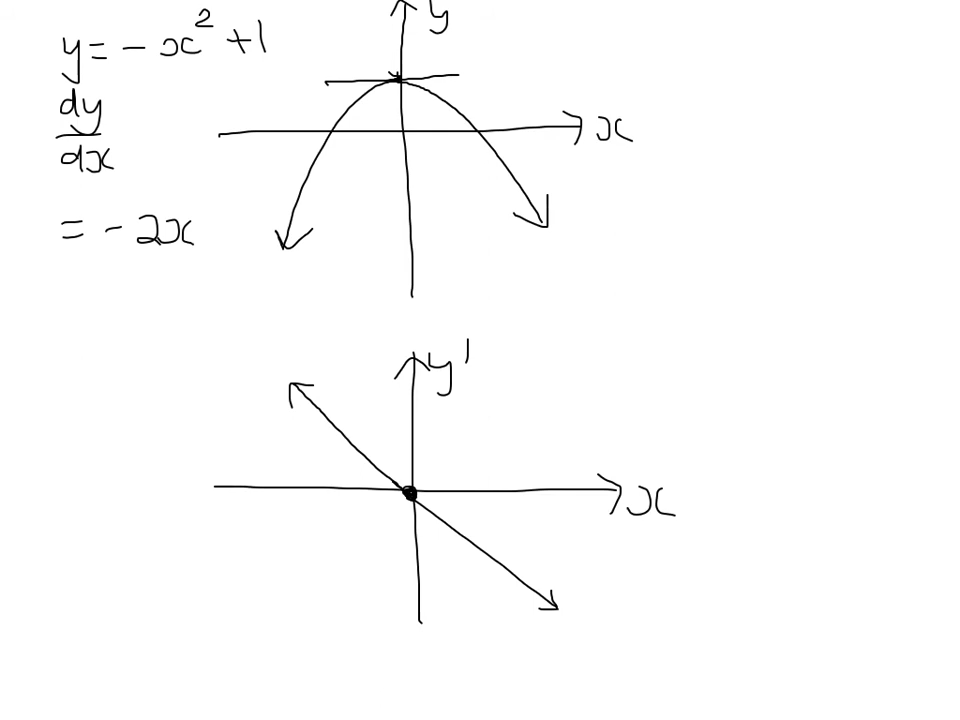 y = -x² + 1
dy
dx
= -2x
y
x
y'
x